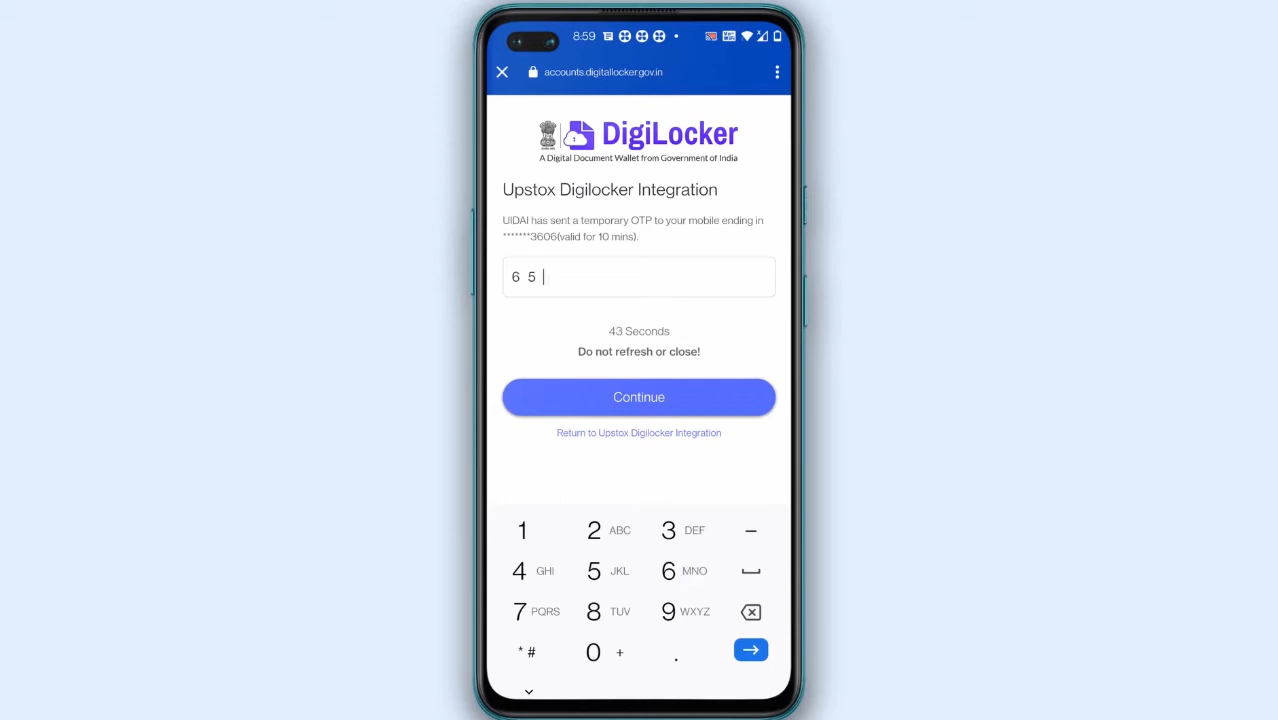 8:59
accounts.digitallocker.gov.in
DigiLocker
A Digital Document Wallet from Government of India
Upstox Digilocker Integration
UIDAI has sent a temporary OTP to your mobile ending in
*******3606(valid for 10 mins).
6 5
43 Seconds
Do not refresh or close!
Continue
Return to Upstox Digilocker Integration
1 2 ABC 3 DEF –
4 GHI 5 JKL 6 MNO
7 PQRS 8 TUV 9 WXYZ
* # 0 + .